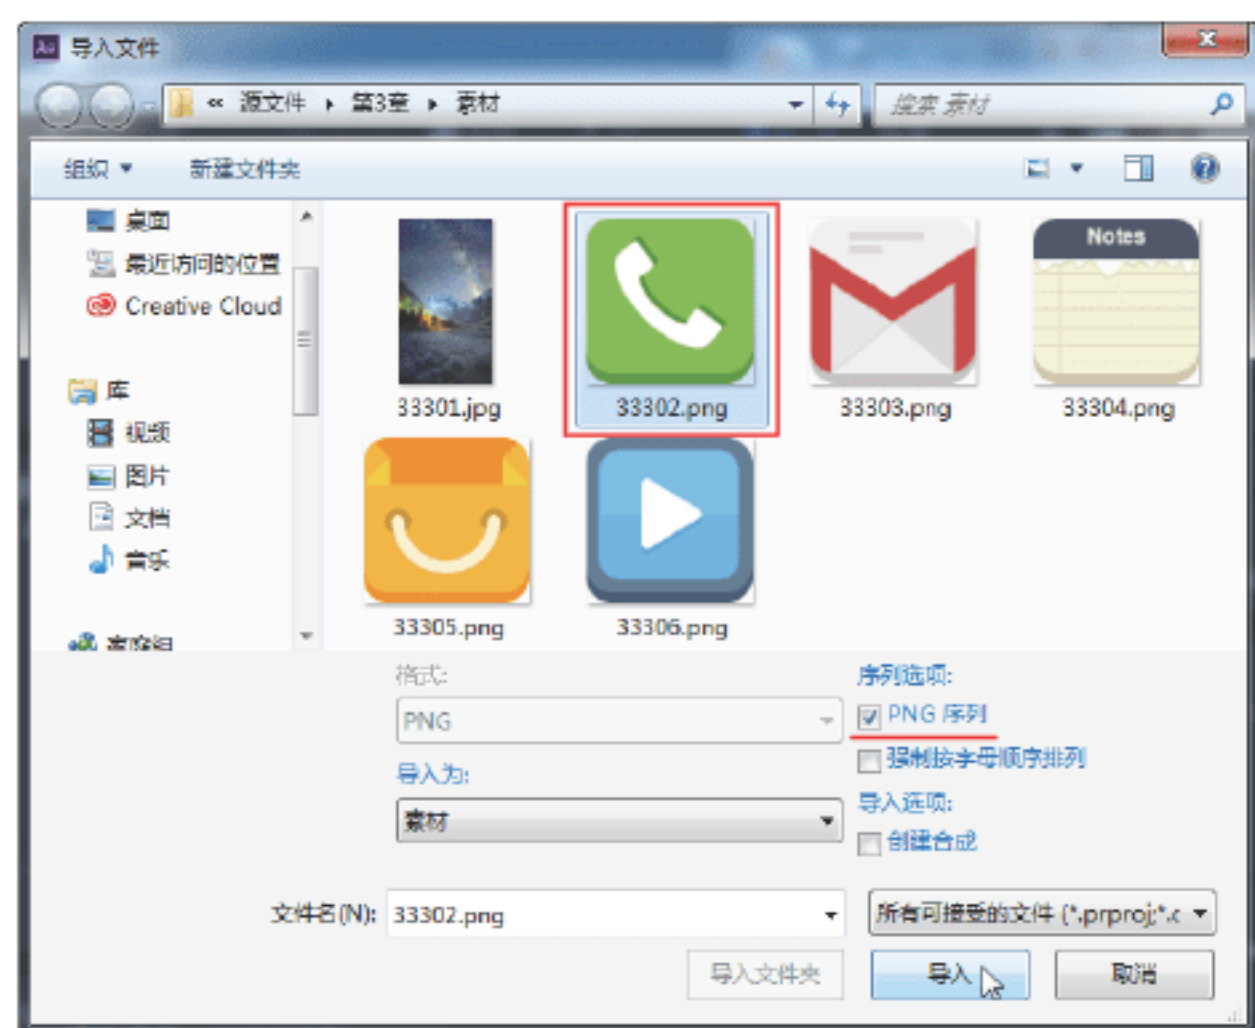 Ae 导入文件
« 源文件 ▸ 第3章 ▸ 素材
搜索 素材
组织 ▼ 新建文件夹
桌面
最近访问的位置
Creative Cloud
库
视频
图片
文档
音乐
家庭组
Notes
33301.jpg
33302.png
33303.png
33304.png
33305.png
33306.png
格式:
PNG
导入为:
素材
序列选项:
PNG 序列
强制按字母顺序排列
导入选项:
创建合成
文件名(N): 33302.png
所有可接受的文件 (*.prproj;*.c
导入文件夹
导入
取消